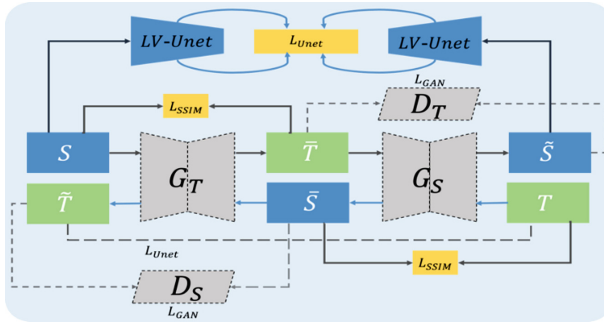 LV-Unet
L_Unet
LV-Unet
L_GAN
D_T
L_SSIM
S
G_T
T̄
G_S
S̃
T̃
S̄
T
L_Unet
L_SSIM
D_S
L_GAN